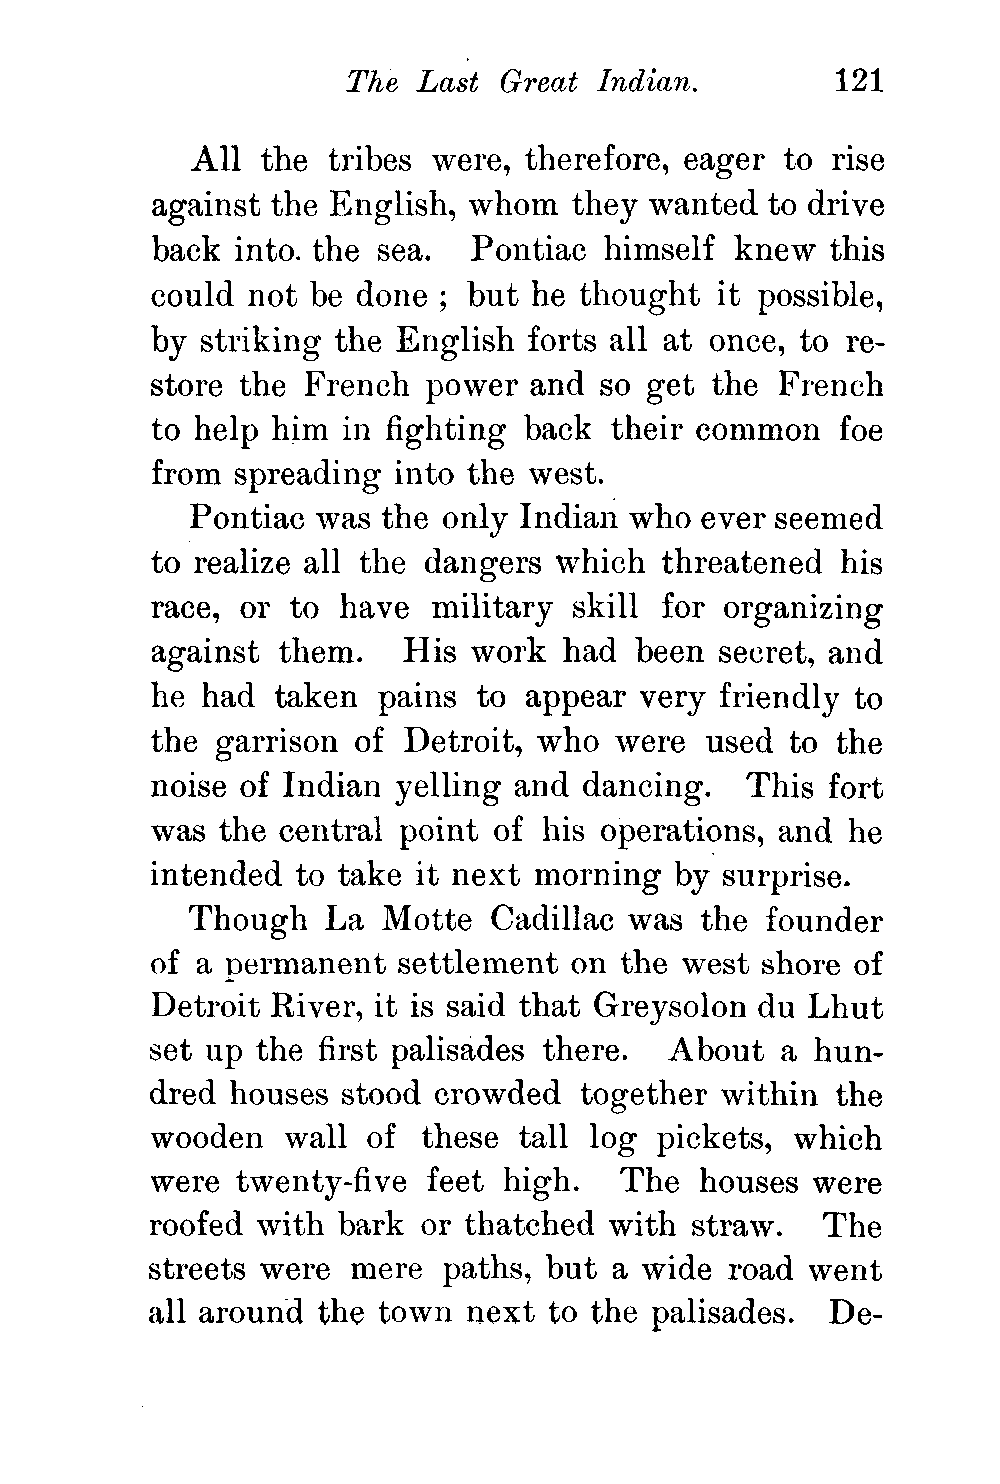 The Last Great Indian. 121
All the tribes were, therefore, eager to rise
against the English, whom they wanted to drive
back into. the sea. Pontiac himself knew this
could not be done ; but he thought it possible,
by striking the English forts all at once, to re-
store the French power and so get the French
to help him in fighting back their common foe
from spreading into the west.
Pontiac was the only Indian who ever seemed
to realize all the dangers which threatened his
race, or to have military skill for organizing
against them. His work had been secret, and
he had taken pains to appear very friendly to
the garrison of Detroit, who were used to the
noise of Indian yelling and dancing. This fort
was the central point of his operations, and he
intended to take it next morning by surprise.
Though La Motte Cadillac was the founder
of a permanent settlement on the west shore of
Detroit River, it is said that Greysolon du Lhut
set up the first palisades there. About a hun-
dred houses stood crowded together within the
wooden wall of these tall log pickets, which
were twenty-five feet high. The houses were
roofed with bark or thatched with straw. The
streets were mere paths, but a wide road went
all around the town next to the palisades. De-